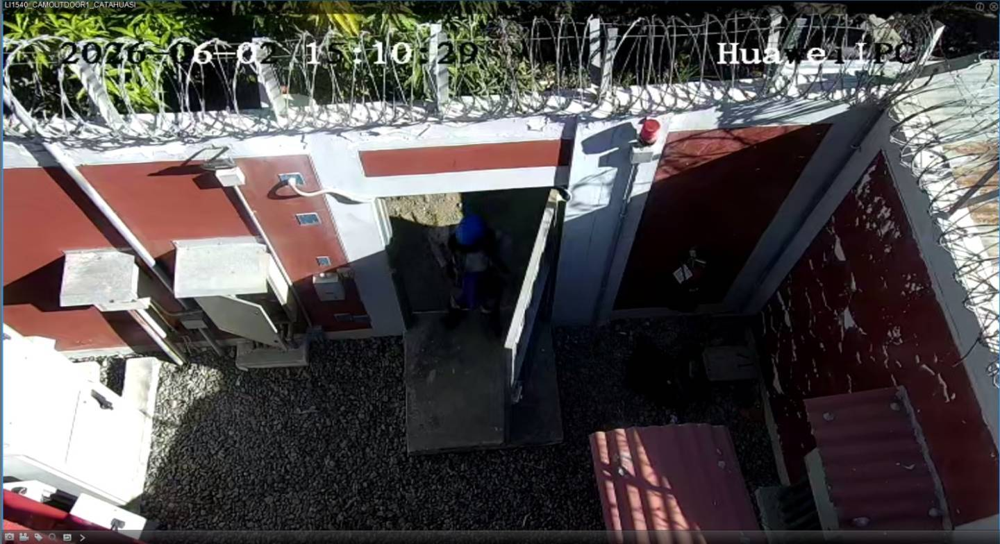 LI1540_CAMOUTDOOR1_CATAHUASI
2026-06-02 15:10:29
Huawei IPC